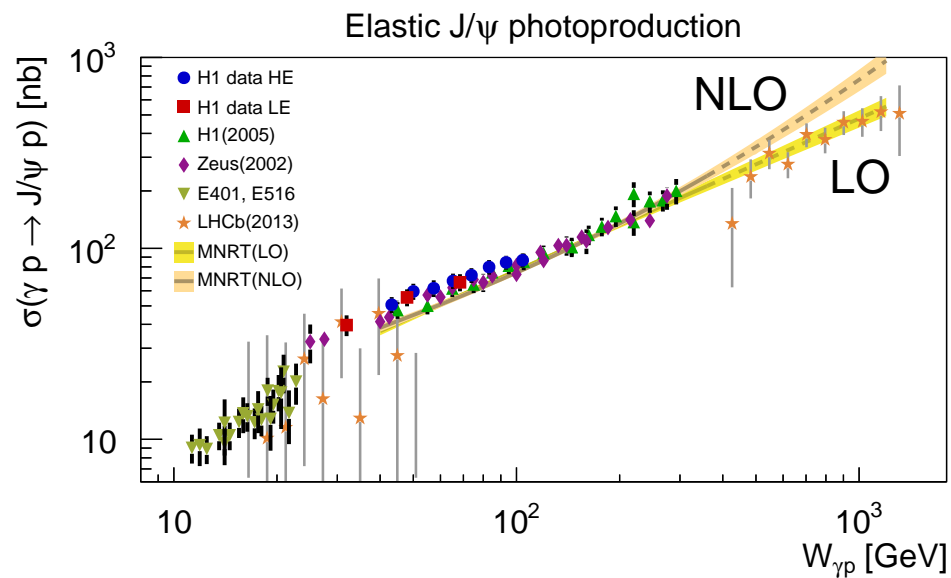 Elastic J/ψ photoproduction
σ(γ p → J/ψ p) [nb]
10³
10²
10
H1 data HE
H1 data LE
H1(2005)
Zeus(2002)
E401, E516
LHCb(2013)
MNRT(LO)
MNRT(NLO)
NLO
LO
10
10²
10³
W_γp [GeV]